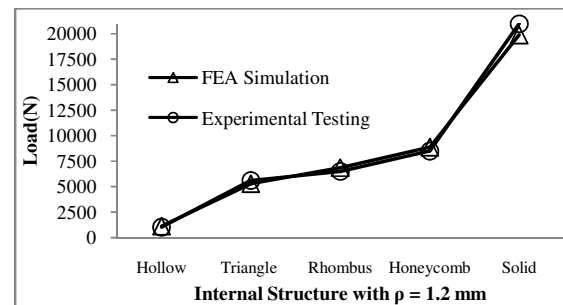 20000
17500
15000
12500
10000
7500
5000
2500
0
Load(N)
FEA Simulation
Experimental Testing
Hollow Triangle Rhombus Honeycomb Solid
Internal Structure with ρ = 1.2 mm